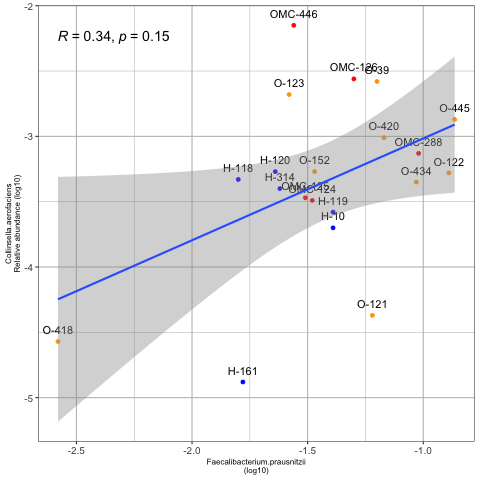 -2
OMC-446
R = 0.34, p = 0.15
OMC-126
O-39
O-123
O-445
O-420
-3
OMC-288
H-120
O-152
O-122
H-118
O-434
H-314
H-119
H-10
Collinsella.aerofaciens
Relative abundance (log10)
-4
O-121
O-418
H-161
-5
-2.5
-2.0
-1.5
-1.0
Faecalibacterium.prausnitzii
(log10)